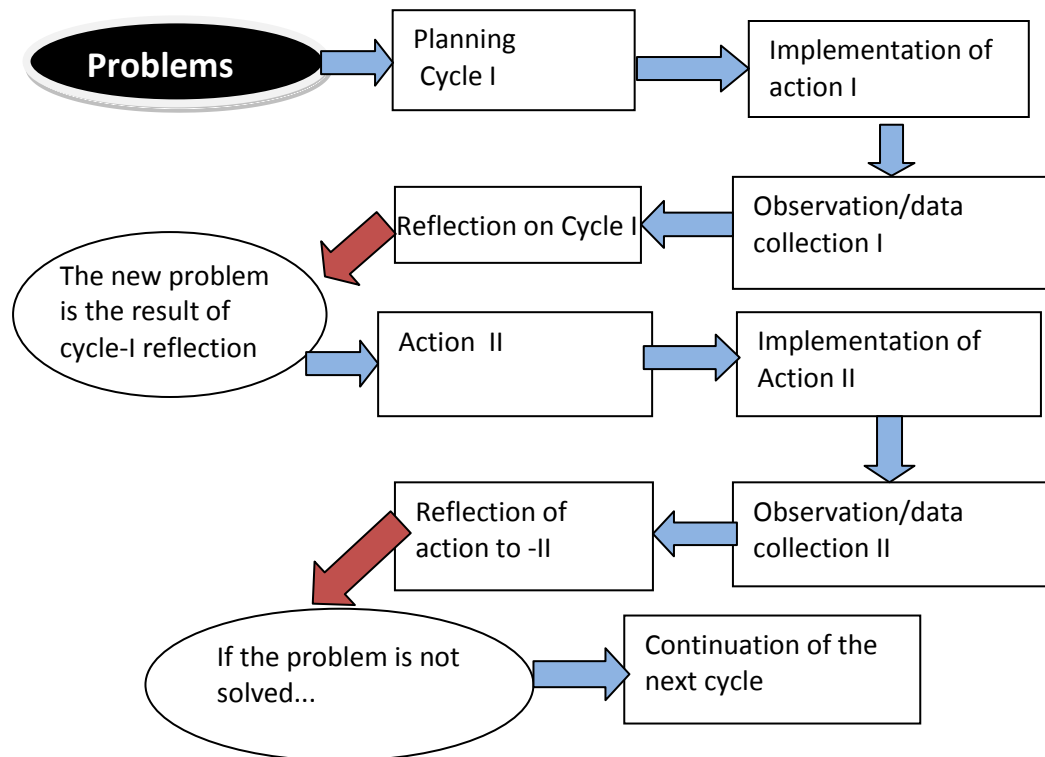 Problems
Planning
Cycle I
Implementation of
action I
Observation/data
collection I
Reflection on Cycle I
The new problem
is the result of
cycle-I reflection
Action II
Implementation of
Action II
Observation/data
collection II
Reflection of
action to -II
If the problem is not
solved...
Continuation of the
next cycle